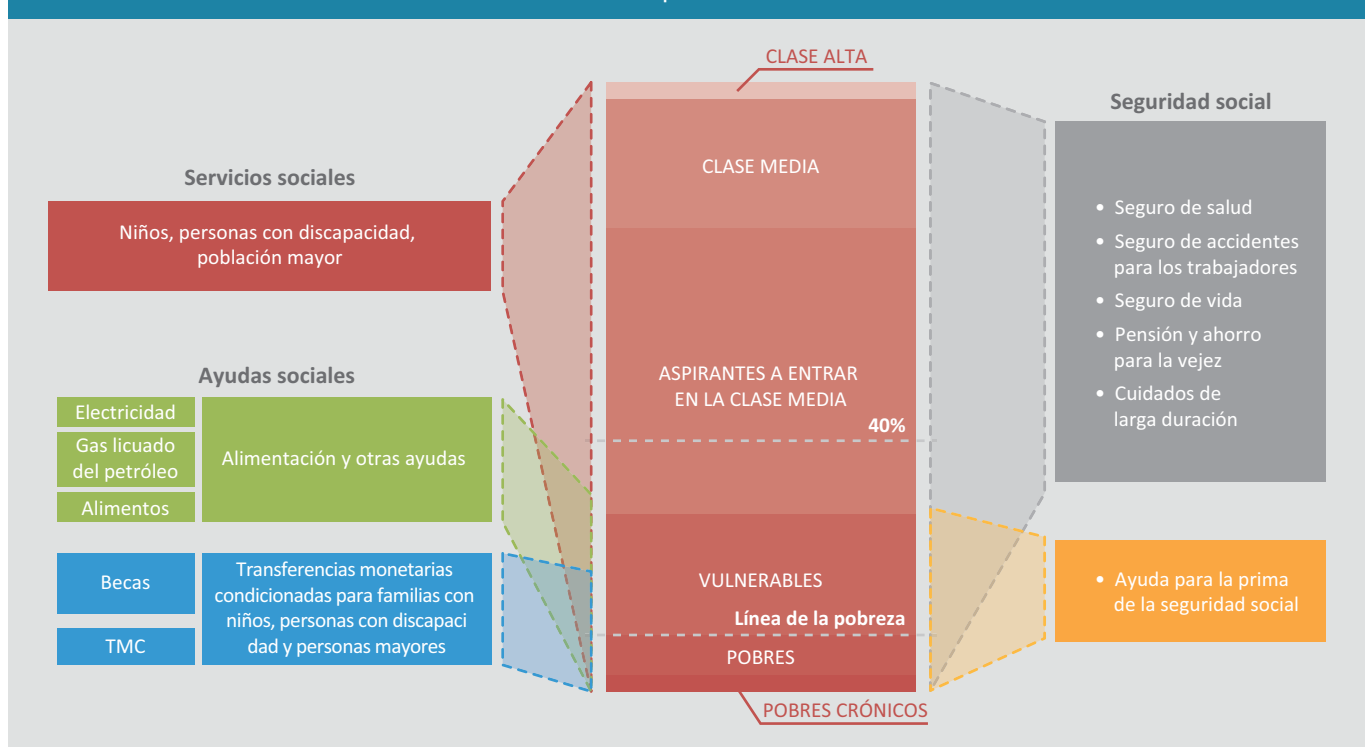 CLASE ALTA
Servicios sociales
Niños, personas con discapacidad,
población mayor
Ayudas sociales
Electricidad
Gas licuado
del petróleo
Alimentos
Alimentación y otras ayudas
Becas
TMC
Transferencias monetarias
condicionadas para familias con
niños, personas con discapaci
dad y personas mayores
CLASE MEDIA
ASPIRANTES A ENTRAR
EN LA CLASE MEDIA
40%
VULNERABLES
Línea de la pobreza
POBRES
POBRES CRÓNICOS
Seguridad social
• Seguro de salud
• Seguro de accidentes
para los trabajadores
• Seguro de vida
• Pensión y ahorro
para la vejez
• Cuidados de
larga duración
• Ayuda para la prima
de la seguridad social